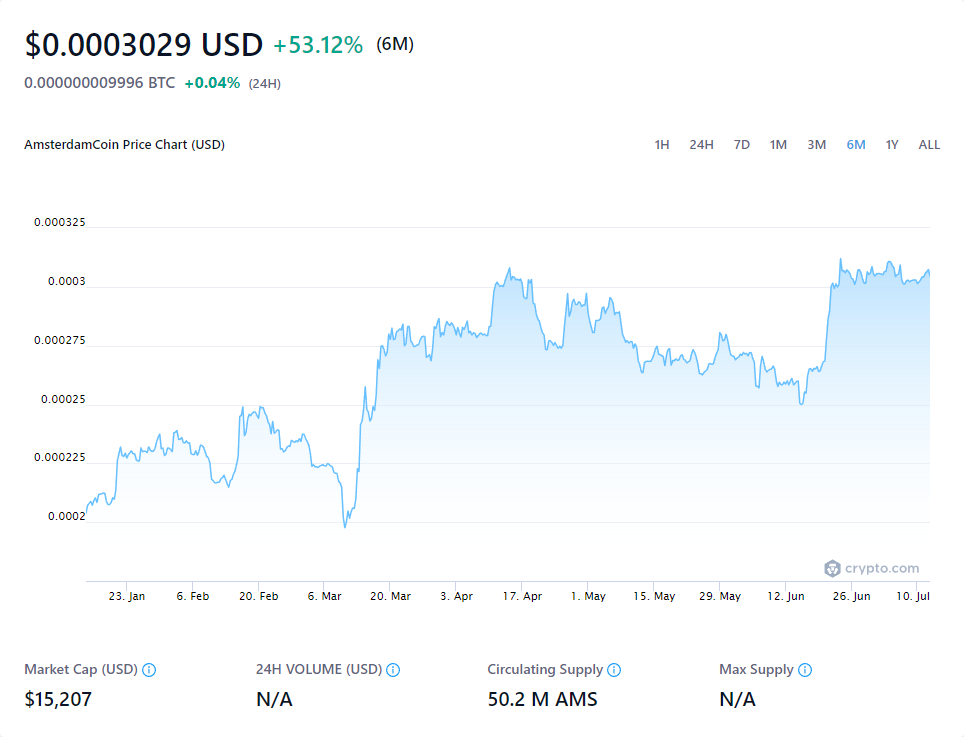 $0.0003029 USD +53.12% (6M)
0.000000009996 BTC +0.04% (24H)
AmsterdamCoin Price Chart (USD) 1H 24H 7D 1M 3M 6M 1Y ALL
0.000325
0.0003
0.000275
0.00025
0.000225
0.0002
crypto.com
23. Jan 6. Feb 20. Feb 6. Mar 20. Mar 3. Apr 17. Apr 1. May 15. May 29. May 12. Jun 26. Jun 10. Jul
Market Cap (USD) 24H VOLUME (USD) Circulating Supply Max Supply
$15,207 N/A 50.2 M AMS N/A